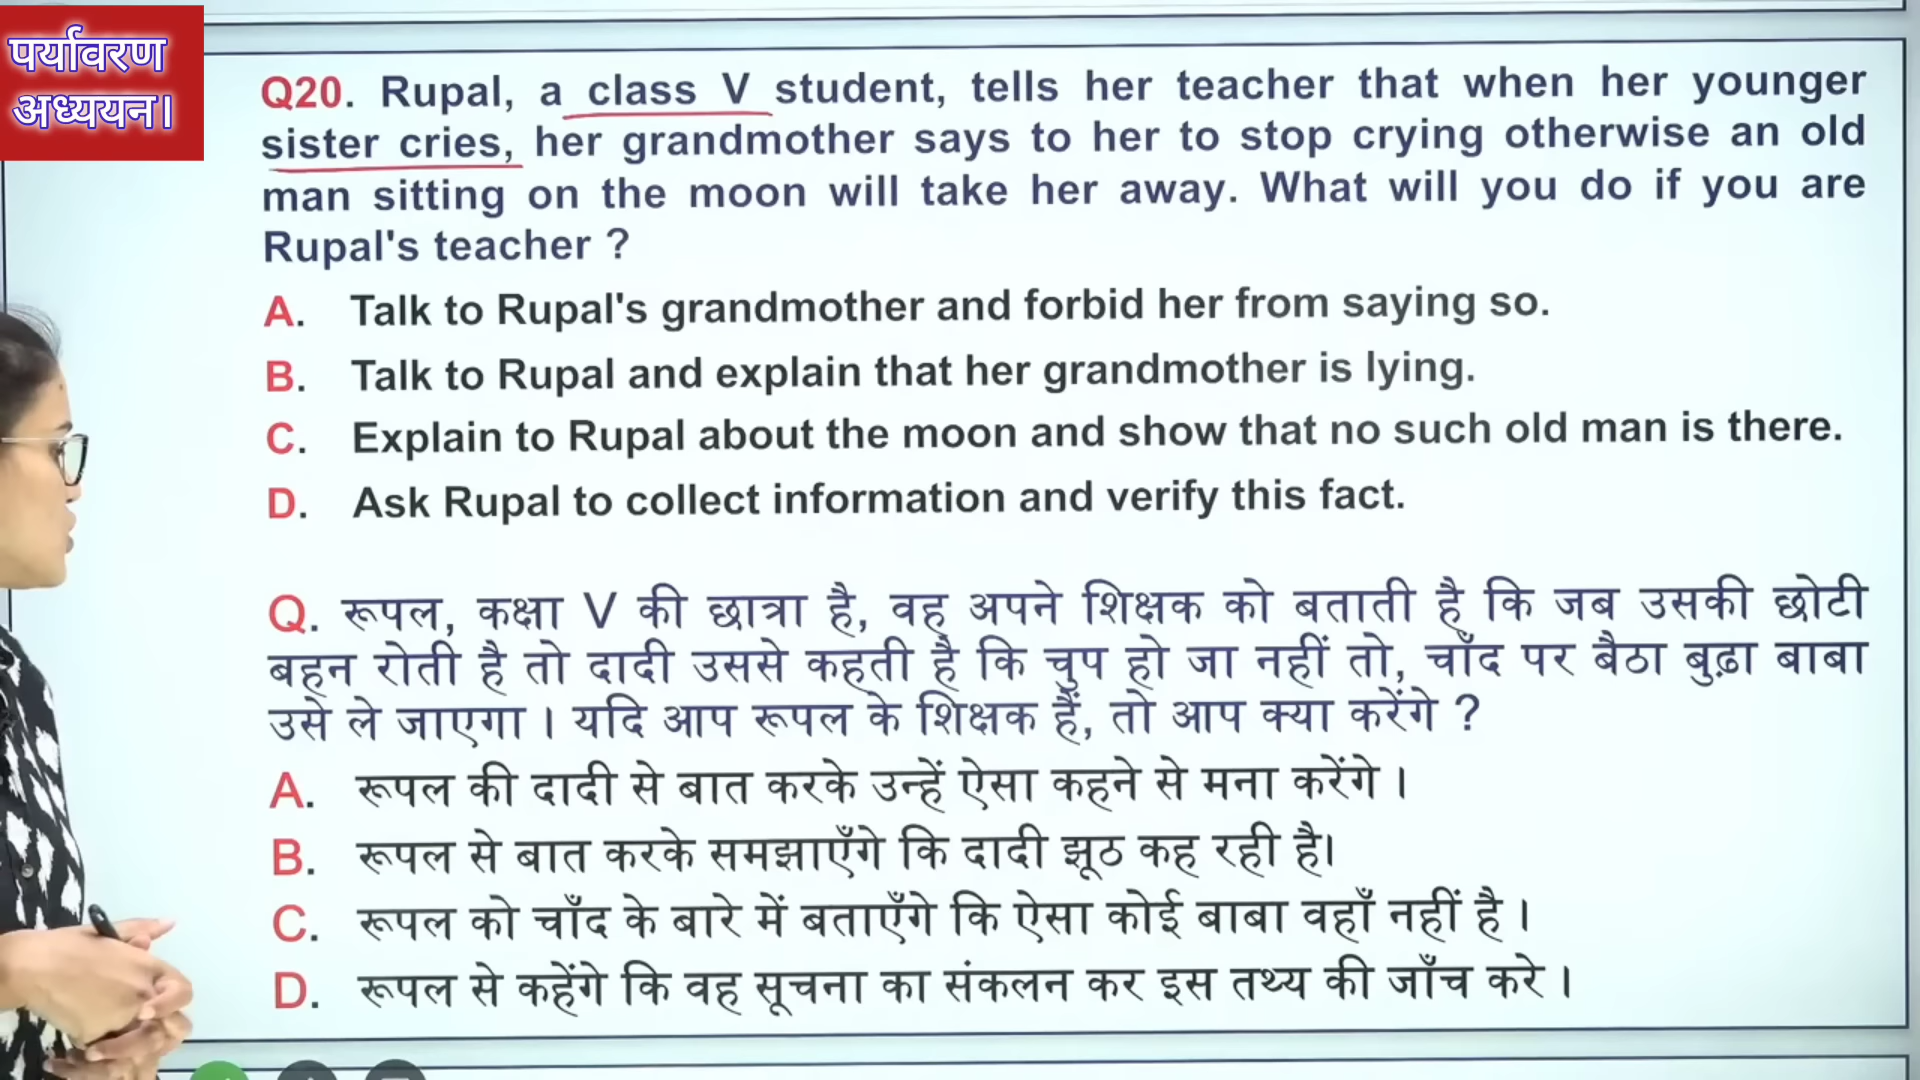 पर्यावरण
अध्ययन।
Q20. Rupal, a class V student, tells her teacher that when her younger
sister cries, her grandmother says to her to stop crying otherwise an old
man sitting on the moon will take her away. What will you do if you are
Rupal's teacher ?
A. Talk to Rupal's grandmother and forbid her from saying so.
B. Talk to Rupal and explain that her grandmother is lying.
C. Explain to Rupal about the moon and show that no such old man is there.
D. Ask Rupal to collect information and verify this fact.
Q. रूपल, कक्षा V की छात्रा है, वह अपने शिक्षक को बताती है कि जब उसकी छोटी
बहन रोती है तो दादी उससे कहती है कि चुप हो जा नहीं तो, चाँद पर बैठा बुढ़ा बाबा
उसे ले जाएगा । यदि आप रूपल के शिक्षक हैं, तो आप क्या करेंगे ?
A. रूपल की दादी से बात करके उन्हें ऐसा कहने से मना करेंगे ।
B. रूपल से बात करके समझाएँगे कि दादी झूठ कह रही है।
C. रूपल को चाँद के बारे में बताएँगे कि ऐसा कोई बाबा वहाँ नहीं है ।
D. रूपल से कहेंगे कि वह सूचना का संकलन कर इस तथ्य की जाँच करे ।